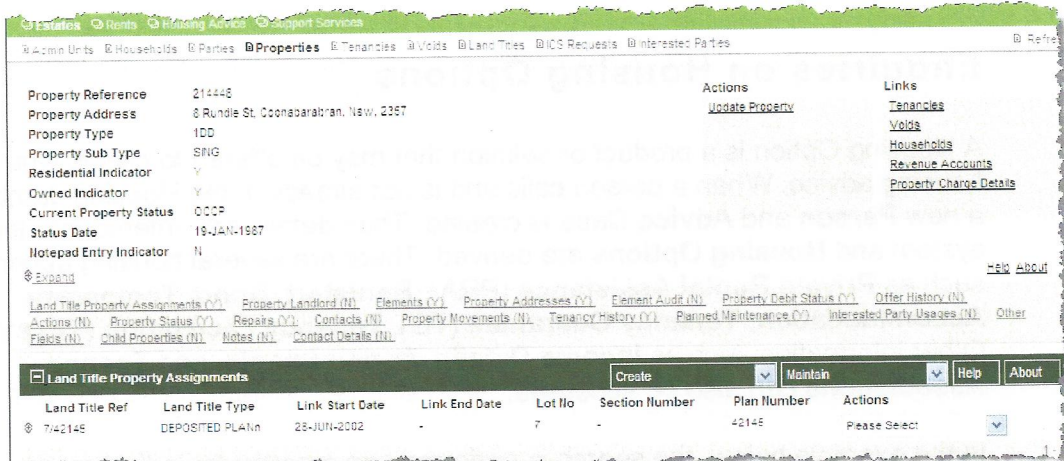 Estates Rents Housing Advice Support Services
Admin Units Households Parties Properties Tenancies Voids Land Titles ICS Requests Interested Parties Refre
Property Reference 214448 Actions Links
Property Address 8 Rundle St, Coonabarabran, Nsw, 2357 Update Property Tenancies
Property Type 1DD Voids
Property Sub Type SING Households
Residential Indicator Y Revenue Accounts
Owned Indicator Y Property Charge Details
Current Property Status OCCP
Status Date 19-JAN-1987
Notepad Entry Indicator N
Expand Help About
Land Title Property Assignments (Y) Property Landlord (N) Elements (Y) Property Addresses (Y) Element Audit (N) Property Debit Status (Y) Offer History (N)
Actions (N) Property Status (Y) Repairs (Y) Contacts (N) Property Movements (N) Tenancy History (Y) Planned Maintenance (Y) Interested Party Usages (N) Other
Fields (N) Child Properties (N) Notes (N) Contact Details (N)
Land Title Property Assignments Create Maintain Help About
Land Title Ref Land Title Type Link Start Date Link End Date Lot No Section Number Plan Number Actions
7/42145 DEPOSITED PLANn 28-JUN-2002 - 7 - 42145 Please Select
1